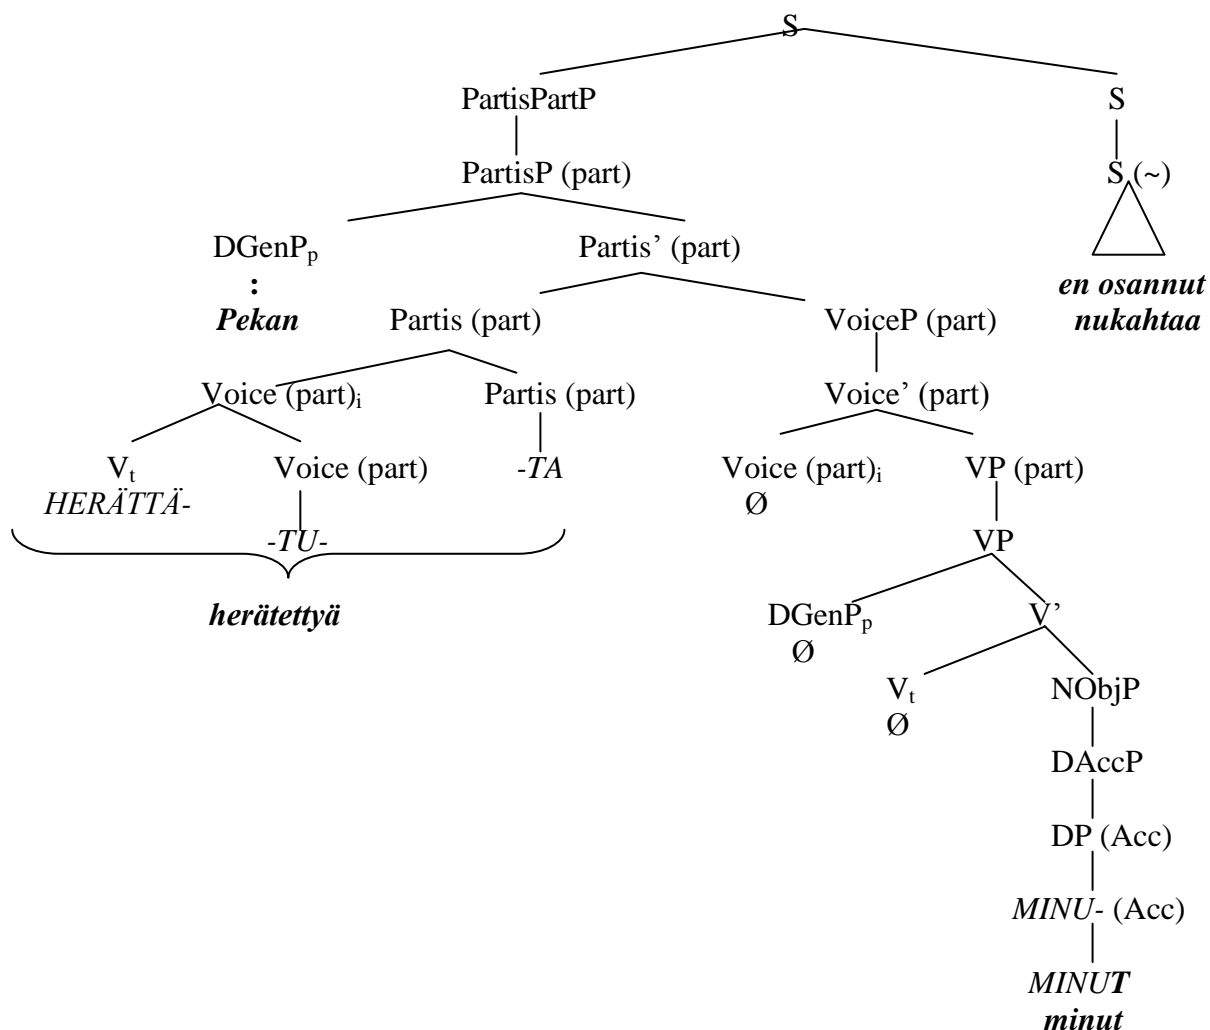 S
PartisPartP S
PartisP (part) S (~)
DGenPp Partis’ (part)
: en osannut
Pekan Partis (part) VoiceP (part) nukahtaa
Voice (part)i Partis (part) Voice’ (part)
Vt Voice (part) -TA Voice (part)i VP (part)
HERÄTTÄ- Ø
-TU- VP
herätettyä DGenPp V’
Ø
Vt NObjP
Ø
DAccP
DP (Acc)
MINU- (Acc)
MINUT
minut